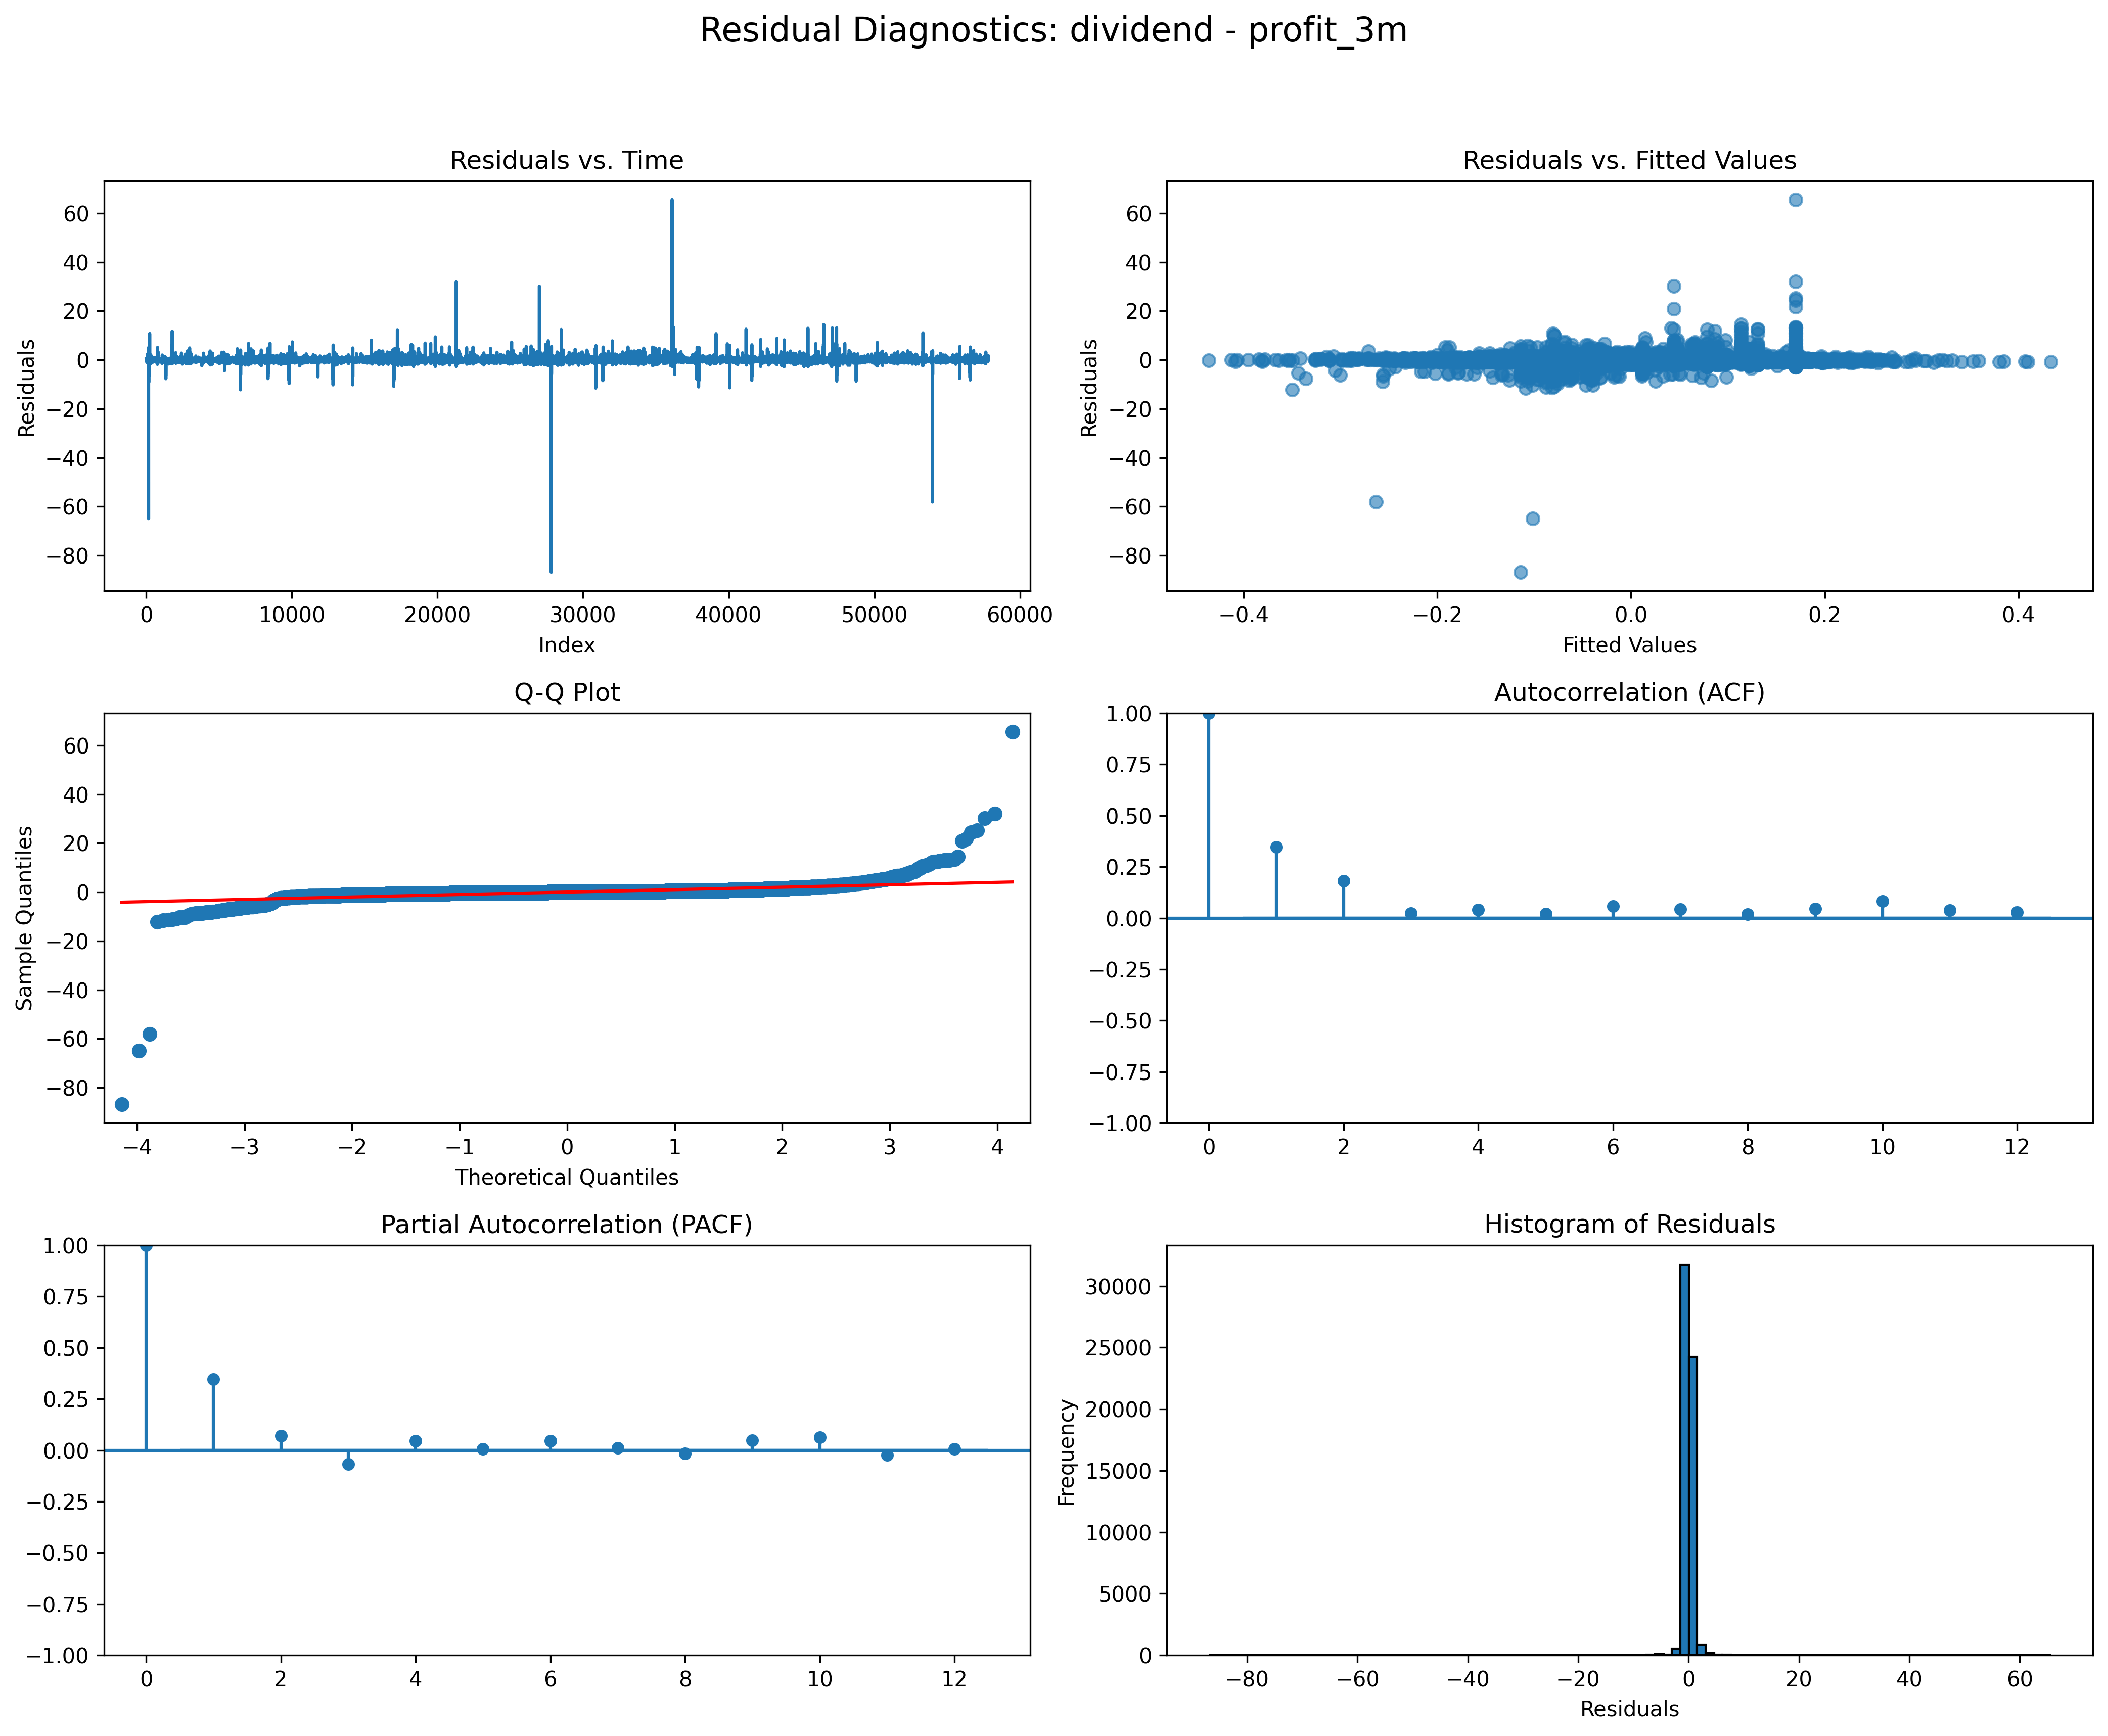 Residual Diagnostics: dividend - profit_3m
Residuals vs. Time
60
40
20
0
−20
−40
−60
−80
Residuals
0 10000 20000 30000 40000 50000 60000
Index
Residuals vs. Fitted Values
60
40
20
0
−20
−40
−60
−80
Residuals
−0.4 −0.2 0.0 0.2 0.4
Fitted Values
Q-Q Plot
60
40
20
0
−20
−40
−60
−80
Sample Quantiles
−4 −3 −2 −1 0 1 2 3 4
Theoretical Quantiles
Autocorrelation (ACF)
1.00
0.75
0.50
0.25
0.00
−0.25
−0.50
−0.75
−1.00
0 2 4 6 8 10 12
Partial Autocorrelation (PACF)
1.00
0.75
0.50
0.25
0.00
−0.25
−0.50
−0.75
−1.00
0 2 4 6 8 10 12
Histogram of Residuals
30000
25000
20000
15000
10000
5000
0
Frequency
−80 −60 −40 −20 0 20 40 60
Residuals